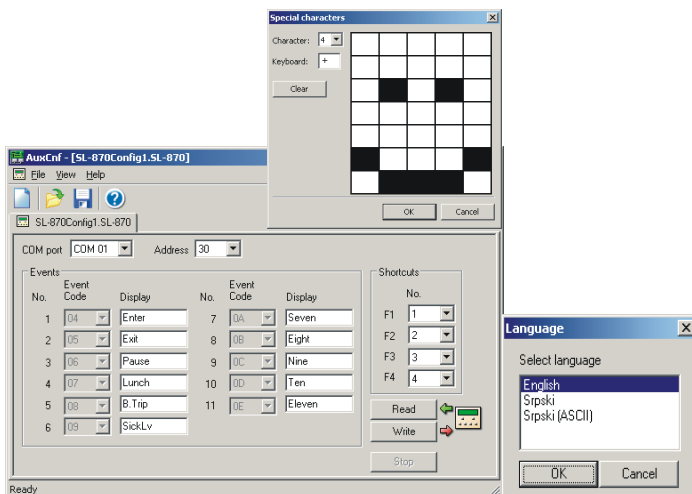 Special characters
Character: 4
Keyboard: +
Clear
OK Cancel
AuxCnf - [SL-870Config1.SL-870]
File View Help
SL-870Config1.SL-870
COM port COM 01 Address 30
Events
No. Event Code Display No. Event Code Display
1 04 Enter 7 0A Seven
2 05 Exit 8 0B Eight
3 06 Pause 9 0C Nine
4 07 Lunch 10 0D Ten
5 08 B.Trip 11 0E Eleven
6 09 SickLv
Shortcuts
No.
F1 1
F2 2
F3 3
F4 4
Read
Write
Stop
Ready
Language
Select language
English
Srpski
Srpski (ASCII)
OK Cancel